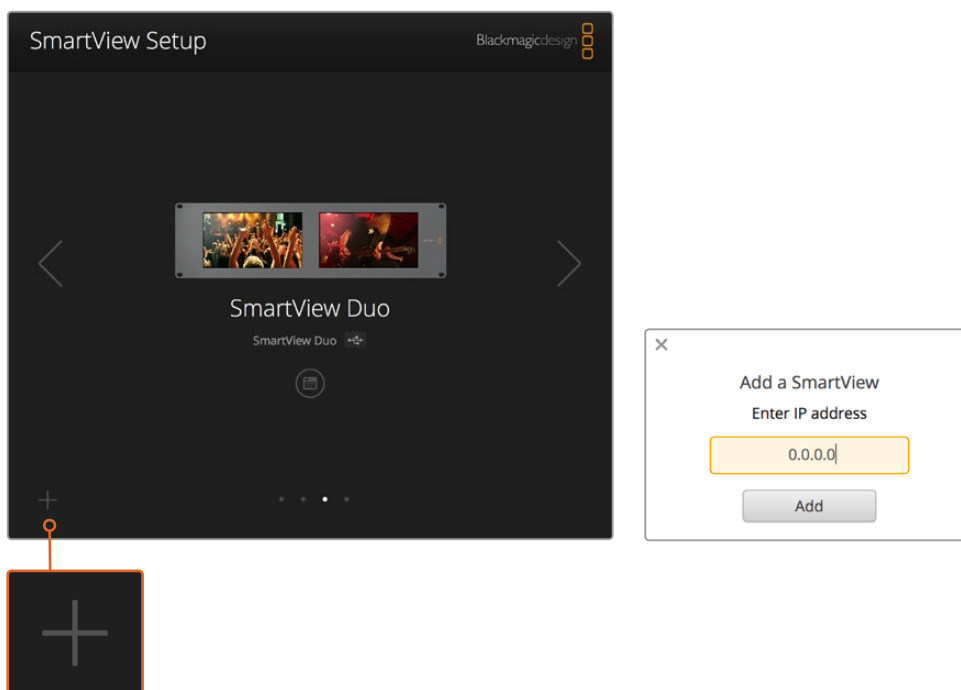 SmartView Setup
Blackmagicdesign
SmartView Duo
SmartView Duo
Add a SmartView
Enter IP address
0.0.0.0
Add